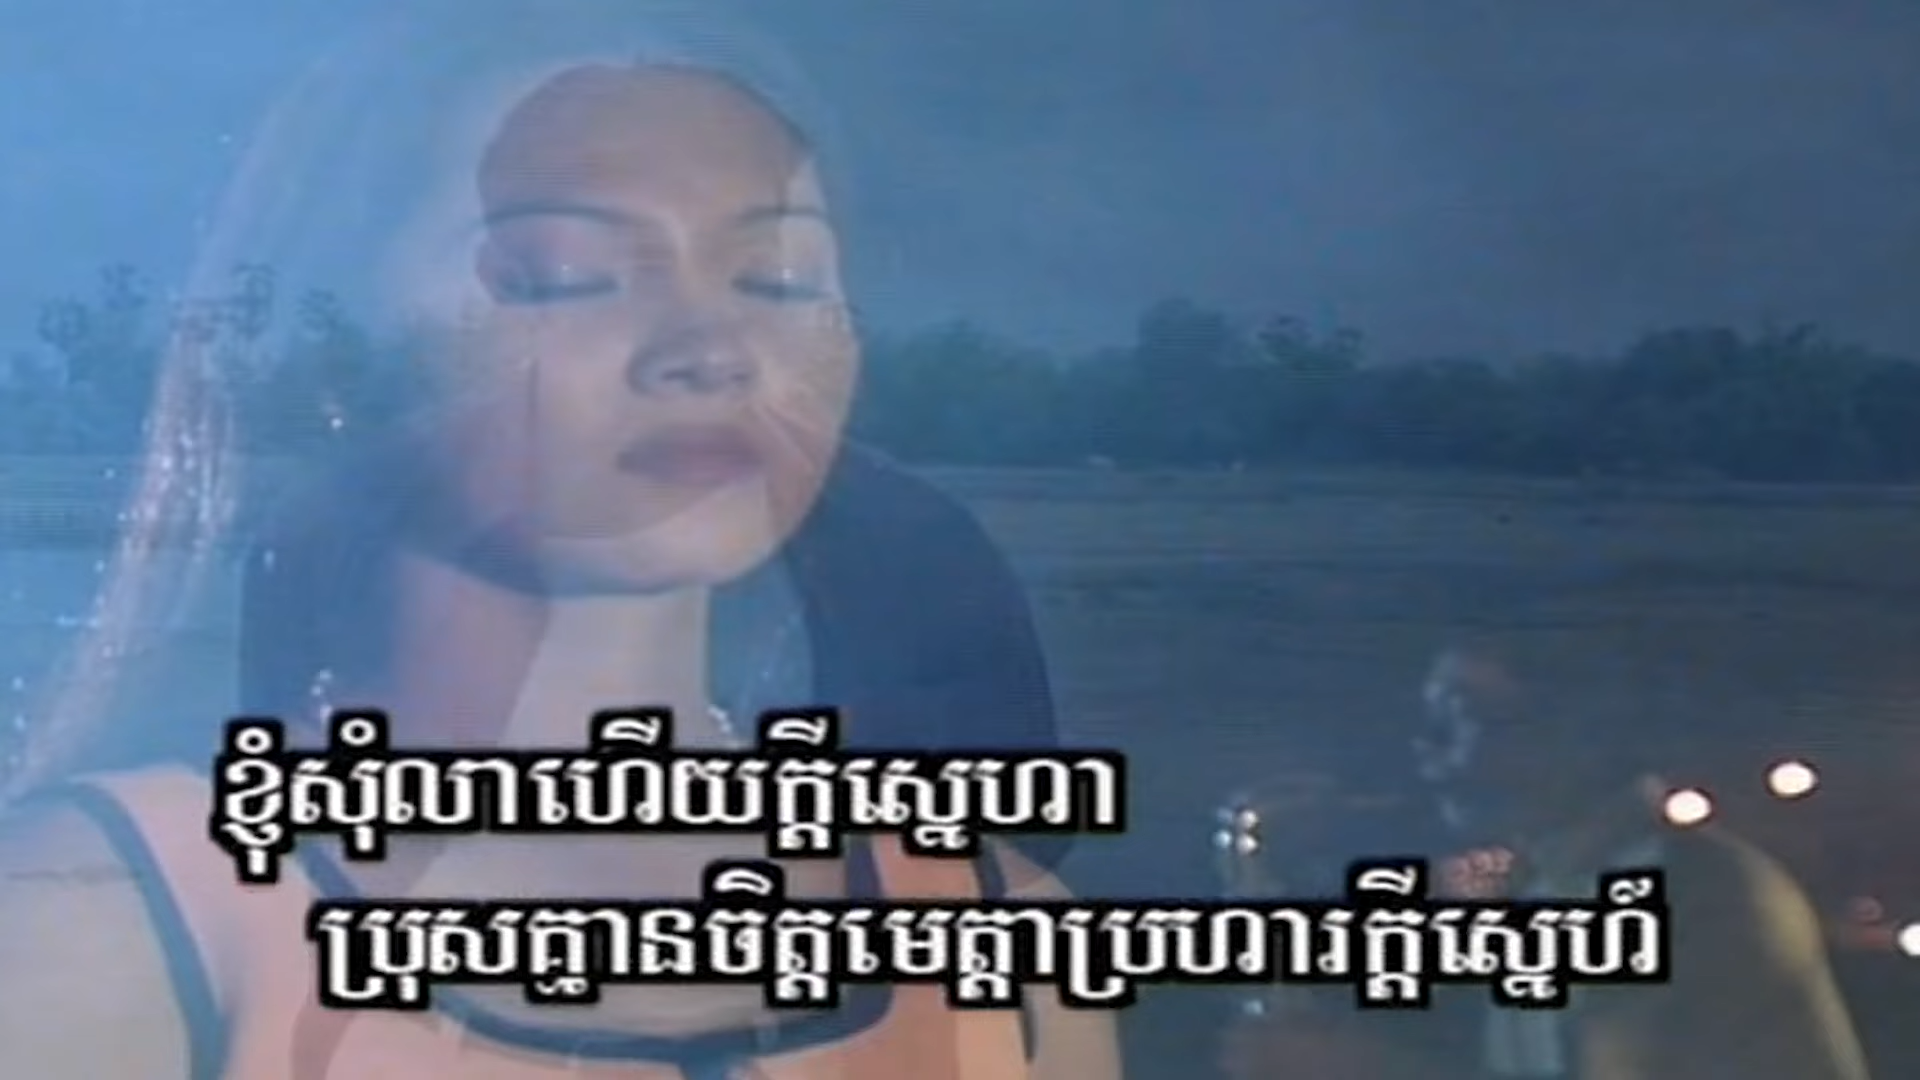 ខ្ញុំសុំលាហើយក្ដីស្នេហា
ប្រុសគ្មានចិត្តមេត្តាប្រហារក្ដីស្នេហ៍